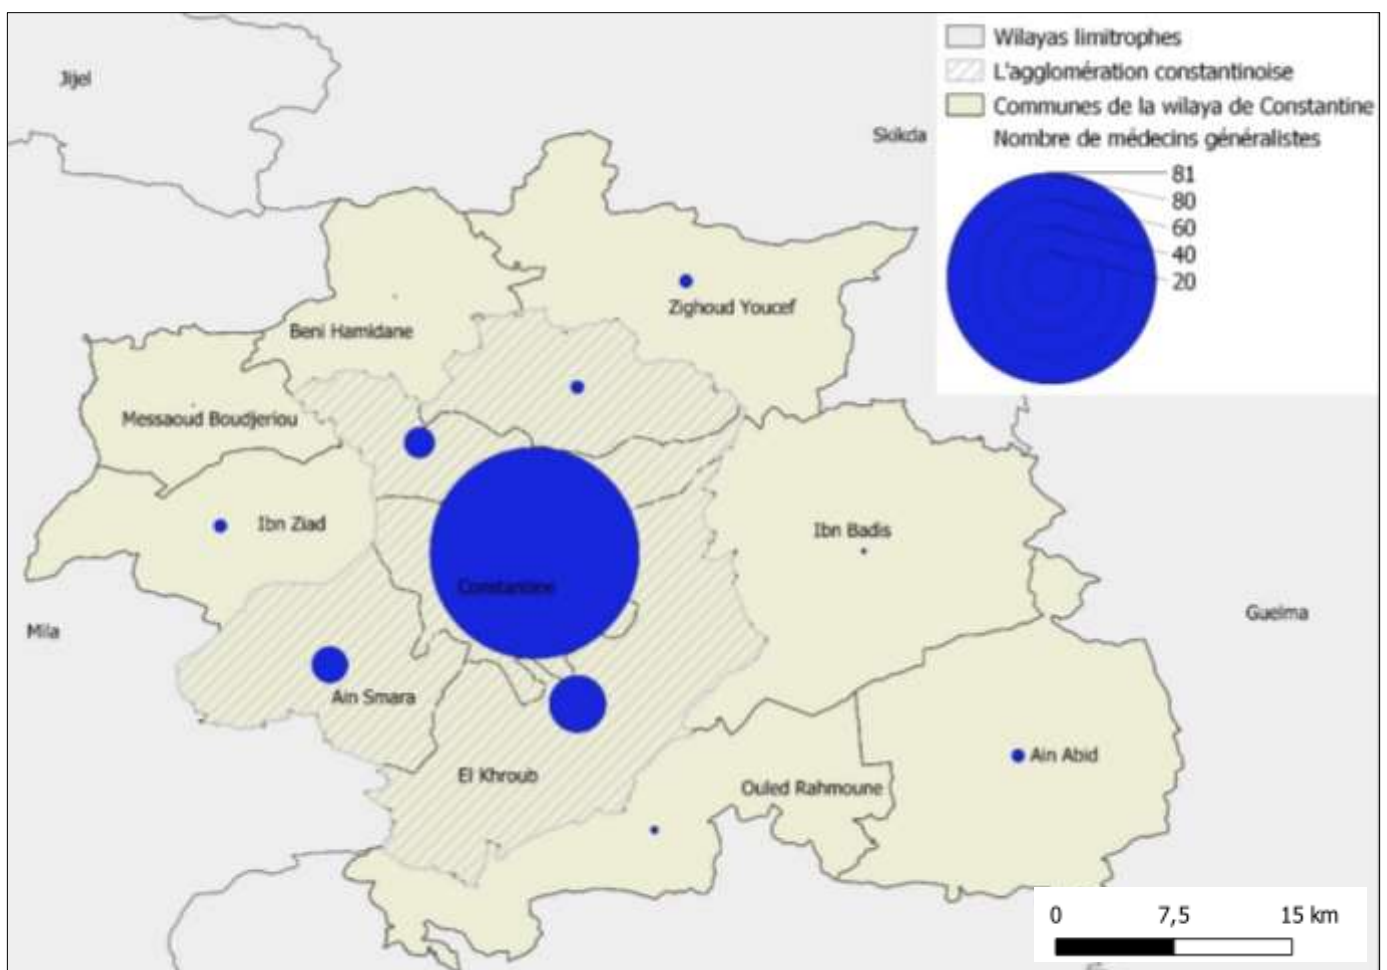 Wilayas limitrophes
L'agglomération constantinoise
Communes de la wilaya de Constantine
Nombre de médecins généralistes
81
80
60
40
20
Jijel
Skikda
Zighoud Youcef
Beni Hamidane
Messaoud Boudjeriou
Ibn Ziad
Ibn Badis
Constantine
Guelma
Mila
Ain Smara
El Khroub
Ain Abid
Ouled Rahmoune
0 7,5 15 km